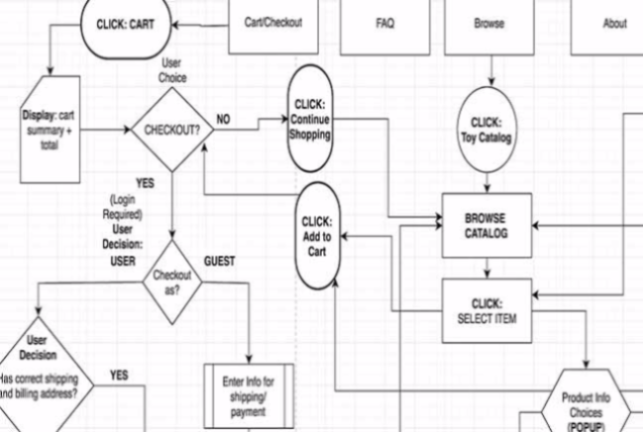 CLICK: CART
Cart/Checkout
FAQ
Browse
About
User
Choice
Display: cart
summary +
total
CHECKOUT?
NO
CLICK:
Continue
Shopping
CLICK:
Toy Catalog
YES
(Login
Required)
User
Decision:
USER
GUEST
Checkout
as?
CLICK:
Add to
Cart
BROWSE
CATALOG
CLICK:
SELECT ITEM
User
Decision
Has correct shipping
and billing address?
YES
Enter Info for
shipping/
payment
Product Info
Choices
(POPUP)